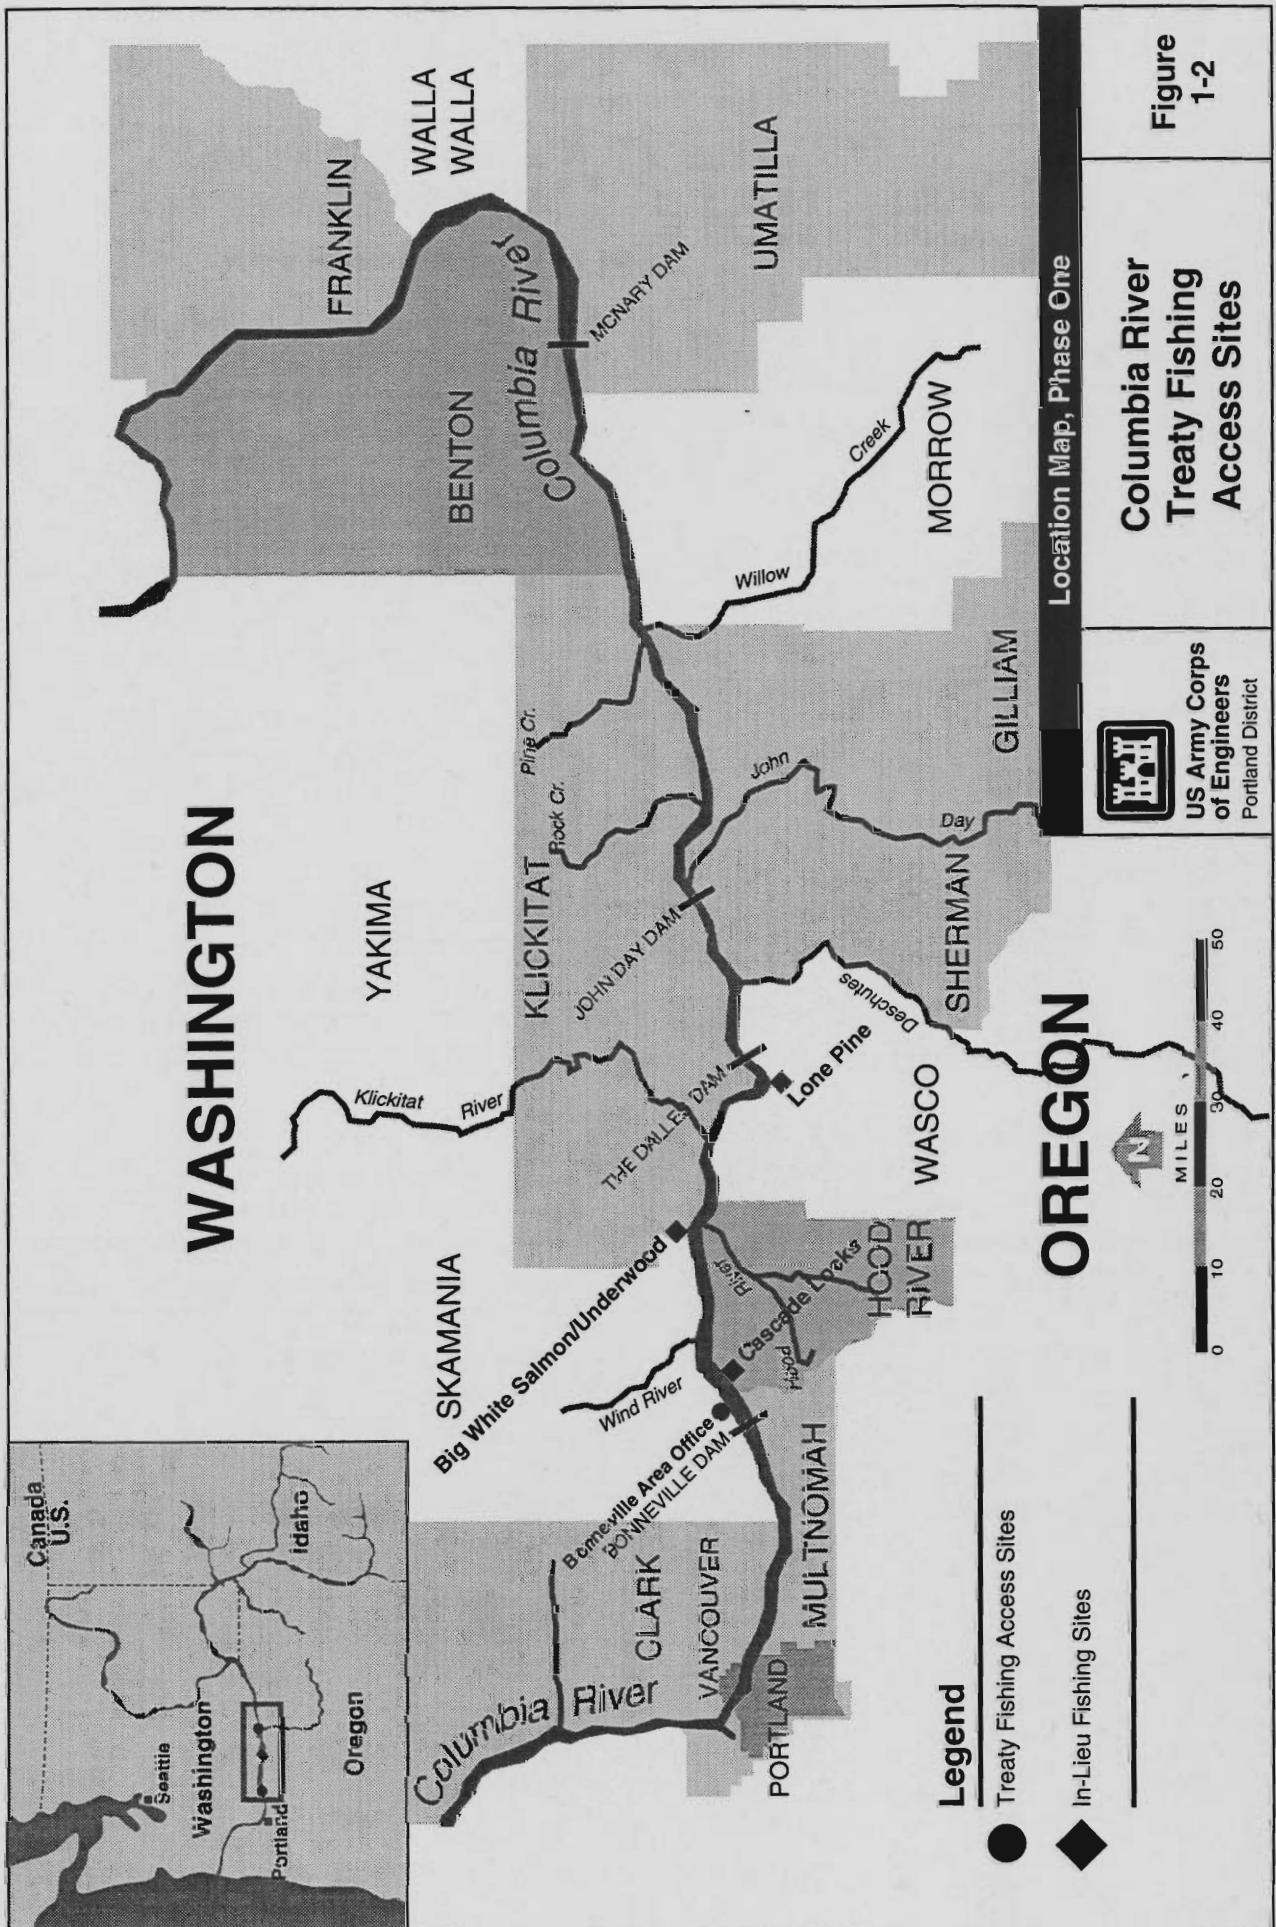 Canada
U.S.
Seattle
Washington
Idaho
Portland
Oregon
WASHINGTON
YAKIMA
FRANKLIN
WALLA
WALLA
SKAMANIA
KLICKITAT
BENTON
Klickitat
River
Pine Cr.
Rock Cr.
Columbia River
Columbia River
Big White Salmon/Underwood
Wind River
THE DALLES DAM
JOHN DAY DAM
MCNARY DAM
Bonneville Area Office
BONNEVILLE DAM
CLARK
VANCOUVER
PORTLAND
MULTNOMAH
Cascade Locks
Hood
River
HOOD
RIVER
Lone Pine
WASCO
Deschutes
SHERMAN
John
Day
GILLIAM
Willow
Creek
MORROW
UMATILLA
OREGON
N
MILES
0 10 20 30 40 50
Legend
Treaty Fishing Access Sites
In-Lieu Fishing Sites
Location Map, Phase One
US Army Corps
of Engineers
Portland District
Columbia River
Treaty Fishing
Access Sites
Figure
1-2